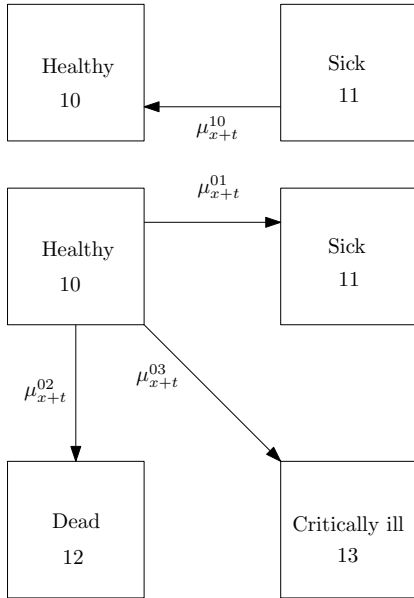 Healthy
10
Sick
11
μ^{10}_{x+t}
μ^{01}_{x+t}
Healthy
10
Sick
11
μ^{02}_{x+t}
μ^{03}_{x+t}
Dead
12
Critically ill
13